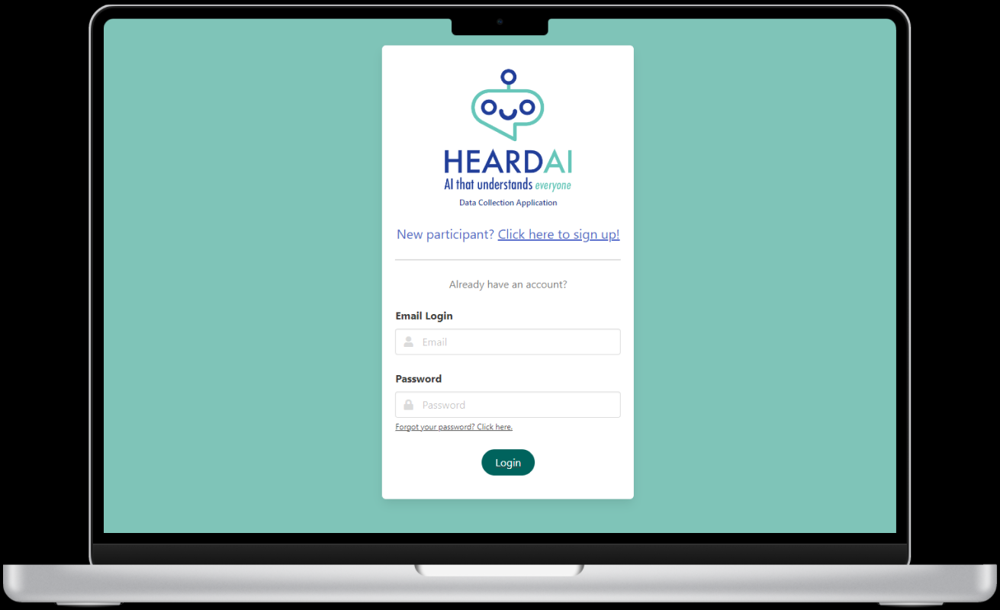 HEARDAI
AI that understands everyone
Data Collection Application
New participant? Click here to sign up!
Already have an account?
Email Login
Email
Password
Password
Forgot your password? Click here.
Login